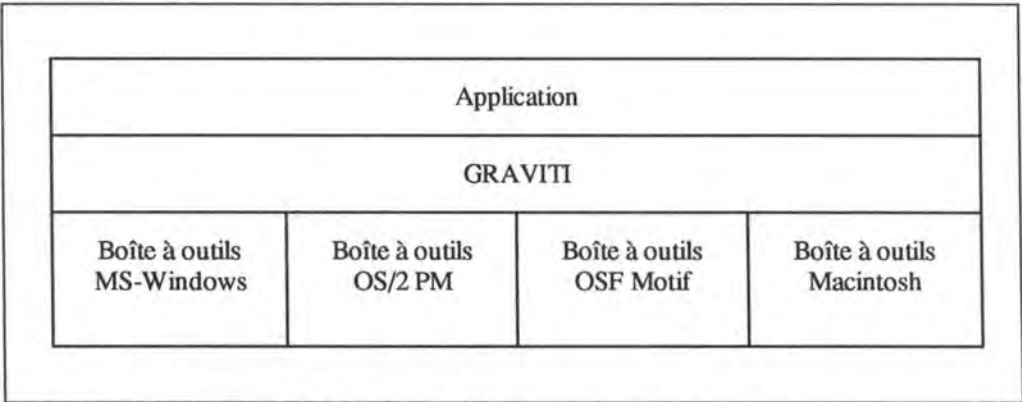 Application
GRAVITI
Boîte à outils
MS-Windows
Boîte à outils
OS/2 PM
Boîte à outils
OSF Motif
Boîte à outils
Macintosh